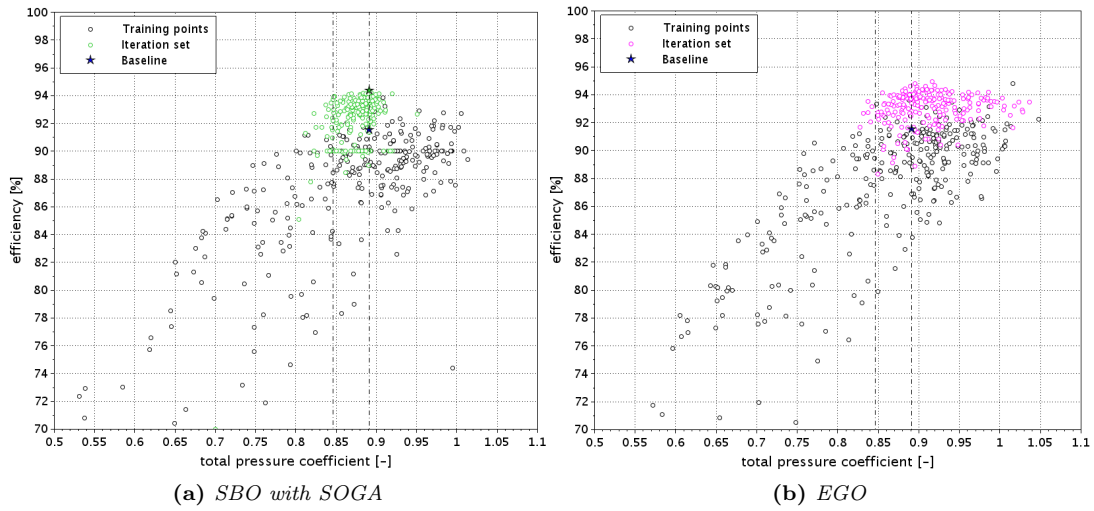 100
98
96
94
92
90
88
86
84
82
80
78
76
74
72
70
efficiency [%]
Training points
Iteration set
Baseline
0.5 0.55 0.6 0.65 0.7 0.75 0.8 0.85 0.9 0.95 1 1.05 1.1
total pressure coefficient [–]
(a) SBO with SOGA
100
98
96
94
92
90
88
86
84
82
80
78
76
74
72
70
efficiency [%]
Training points
Iteration set
Baseline
0.5 0.55 0.6 0.65 0.7 0.75 0.8 0.85 0.9 0.95 1 1.05 1.1
total pressure coefficient [–]
(b) EGO